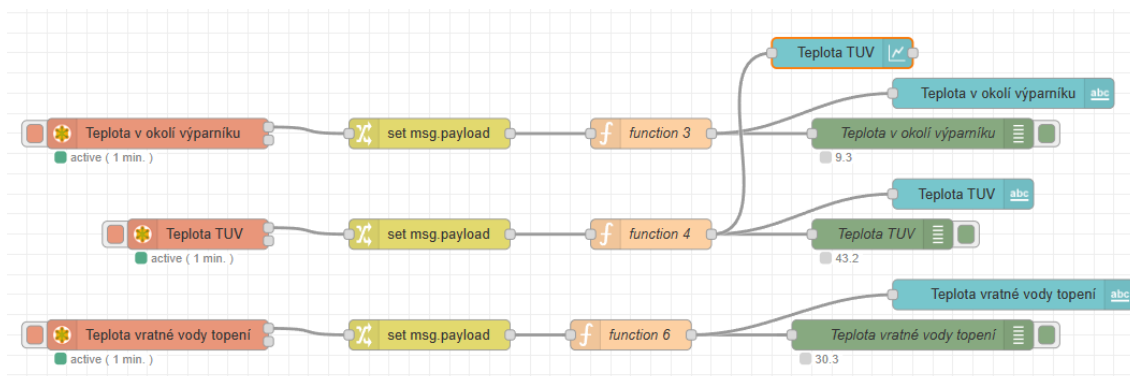 Teplota TUV
Teplota v okolí výparníku abc
Teplota v okolí výparníku set msg.payload function 3 Teplota v okolí výparníku
active ( 1 min. ) 9.3
Teplota TUV abc
Teplota TUV set msg.payload function 4 Teplota TUV
active ( 1 min. ) 43.2
Teplota vratné vody topení abc
Teplota vratné vody topení set msg.payload function 6 Teplota vratné vody topení
active ( 1 min. ) 30.3